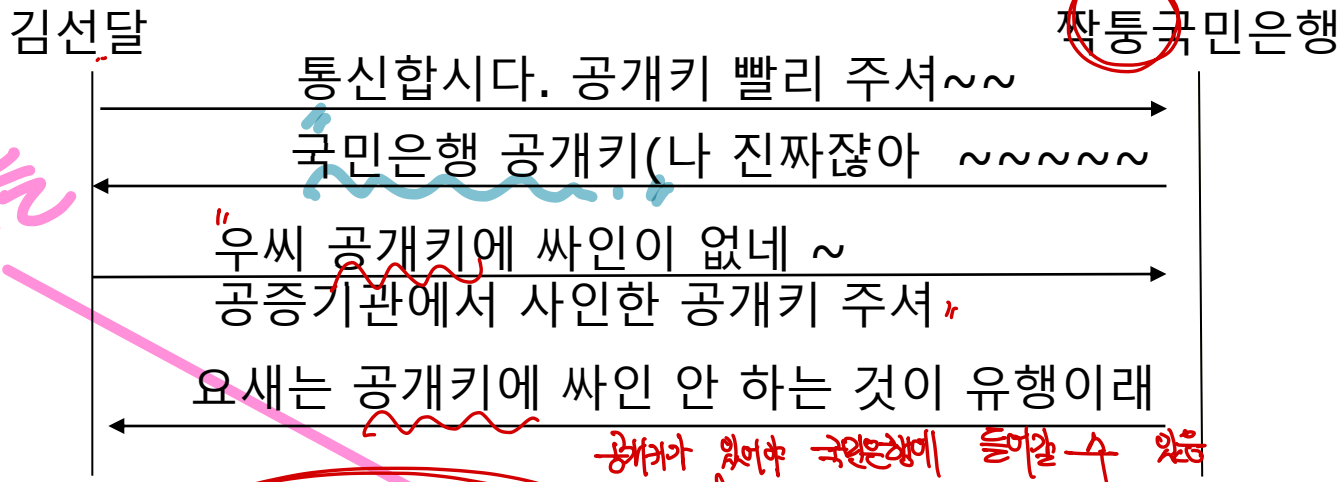 김선달
짝퉁국민은행
통신합시다. 공개키 빨리 주셔~~
국민은행 공개키(나 진짜쟎아 ~~~~~
"우씨 공개키에 싸인이 없네 ~
공증기관에서 사인한 공개키 주셔"
요새는 공개키에 싸인 안 하는 것이 유행이래
공개키가 있어야 국민은행에 들어갈 수 있음